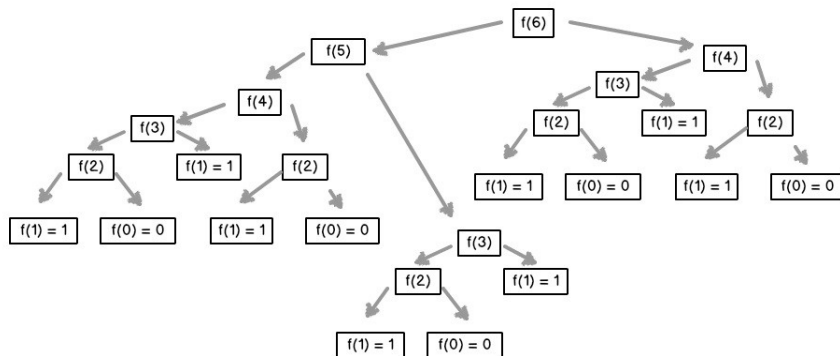 f(6)
f(5)
f(4)
f(3)
f(4)
f(3)
f(2)
f(1) = 1
f(2)
f(2)
f(1) = 1
f(2)
f(1) = 1
f(0) = 0
f(1) = 1
f(0) = 0
f(1) = 1
f(0) = 0
f(1) = 1
f(0) = 0
f(3)
f(2)
f(1) = 1
f(1) = 1
f(0) = 0